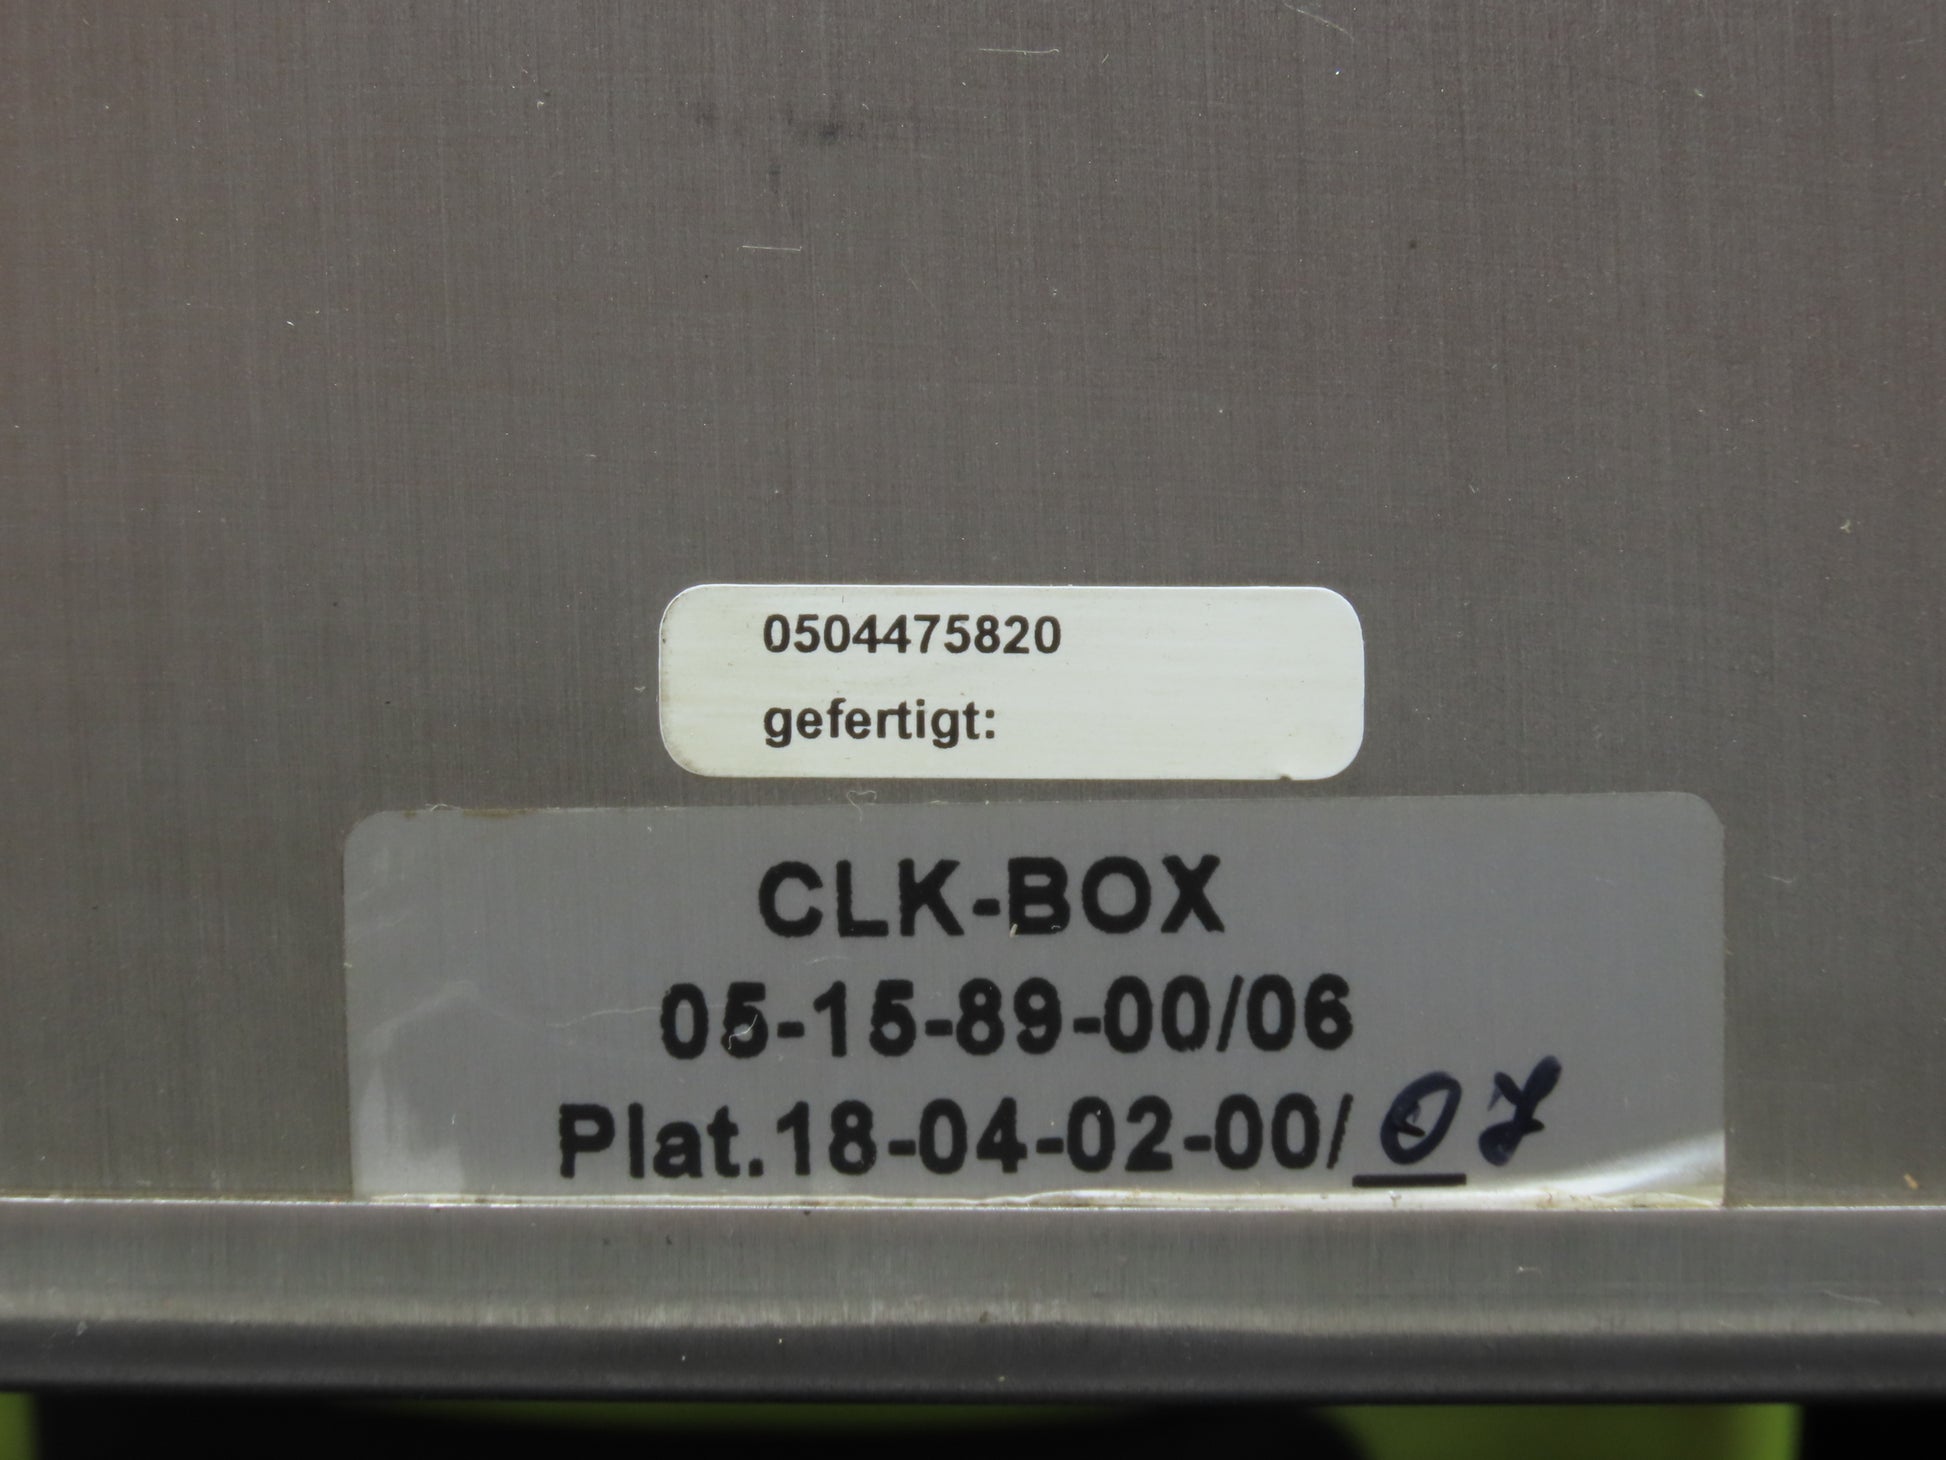 0504475820
gefertigt:
CLK-BOX
05-15-89-00/06
Plat.18-04-02-00/07